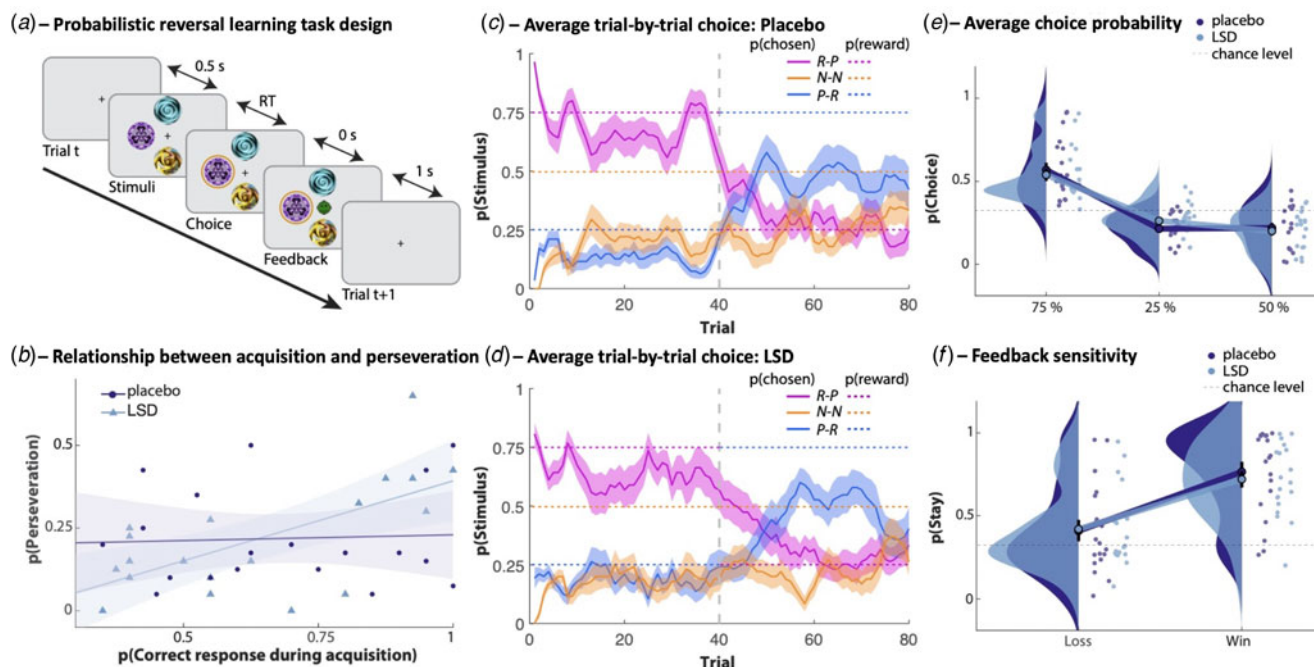 (a) – Probabilistic reversal learning task design
0.5 s
RT
0 s
1 s
Trial t
Stimuli
Choice
Feedback
Trial t+1
(b) – Relationship between acquisition and perseveration
placebo
LSD
p(Perseveration)
0.5
0.25
0
0.5
0.75
1
p(Correct response during acquisition)
(c) – Average trial-by-trial choice: Placebo
p(chosen) p(reward)
R-P
N-N
P-R
p(Stimulus)
1
0.75
0.5
0.25
0
0 20 40 60 80
Trial
(d) – Average trial-by-trial choice: LSD
p(chosen) p(reward)
R-P
N-N
P-R
p(Stimulus)
1
0.75
0.5
0.25
0
0 20 40 60 80
Trial
(e) – Average choice probability
placebo
LSD
chance level
p(Choice)
1
0.5
0
75 % 25 % 50 %
(f) – Feedback sensitivity
placebo
LSD
chance level
p(Stay)
1
0.5
0
Loss Win